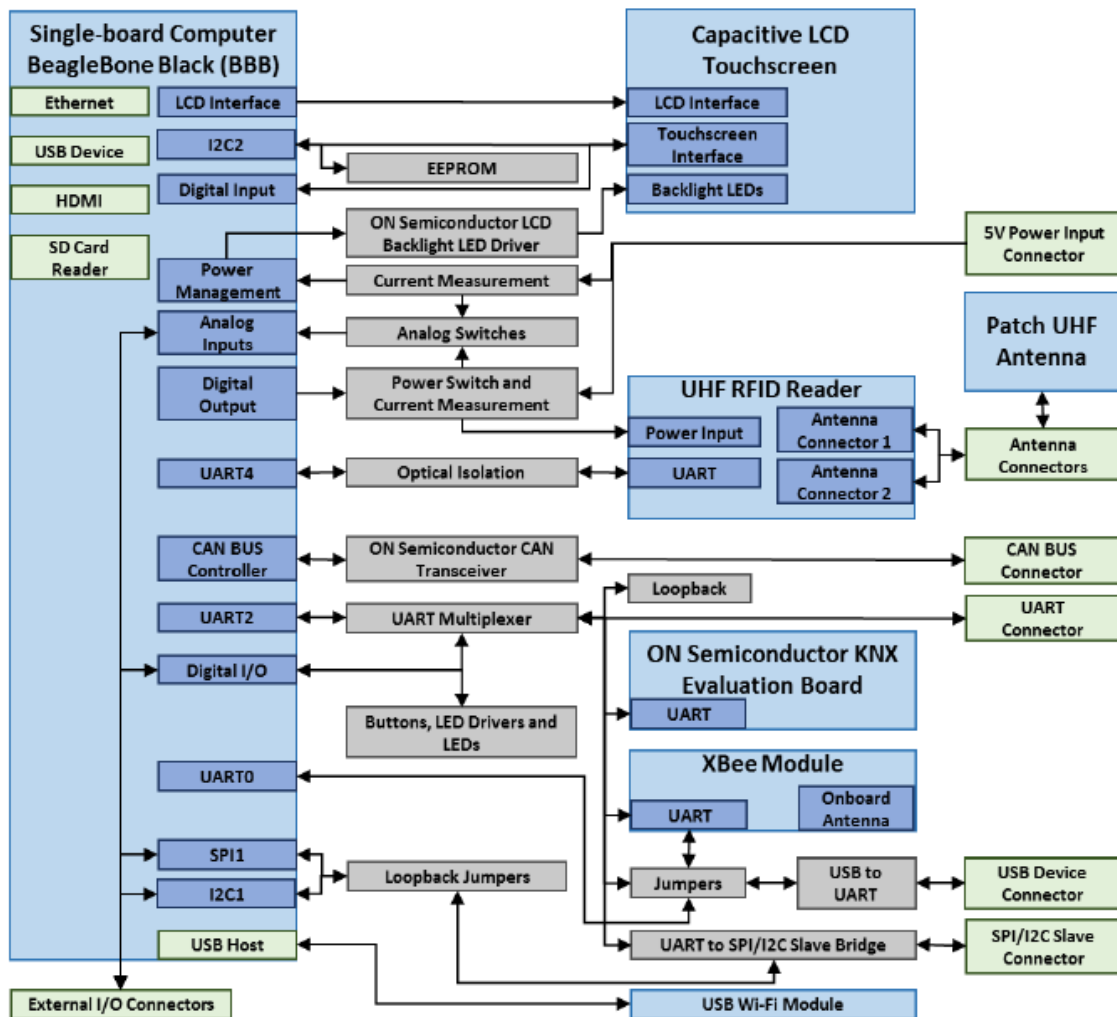 Single-board Computer
BeagleBone Black (BBB)
Ethernet
LCD Interface
USB Device
I2C2
HDMI
Digital Input
SD Card
Reader
Power
Management
Analog
Inputs
Digital
Output
UART4
CAN BUS
Controller
UART2
Digital I/O
UART0
SPI1
I2C1
USB Host
External I/O Connectors
EEPROM
ON Semiconductor LCD
Backlight LED Driver
Current Measurement
Analog Switches
Power Switch and
Current Measurement
Optical Isolation
ON Semiconductor CAN
Transceiver
UART Multiplexer
Buttons, LED Drivers and
LEDs
Loopback Jumpers
Capacitive LCD
Touchscreen
LCD Interface
Touchscreen
Interface
Backlight LEDs
UHF RFID Reader
Power Input
Antenna
Connector 1
UART
Antenna
Connector 2
Loopback
ON Semiconductor KNX
Evaluation Board
UART
XBee Module
UART
Onboard
Antenna
Jumpers
USB to
UART
UART to SPI/I2C Slave Bridge
USB Wi-Fi Module
5V Power Input
Connector
Patch UHF
Antenna
Antenna
Connectors
CAN BUS
Connector
UART
Connector
USB Device
Connector
SPI/I2C Slave
Connector